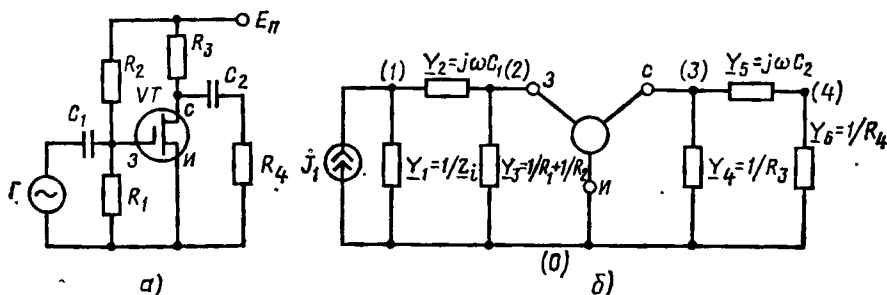 Eп
R₃
R₂
C₂
VT
C₁
с
з
и
Г
R₁
R₄
а)
(1)
Y₂=jωC₁
(2)
з
с
(3)
Y₅=jωC₂
(4)
J̇₁
Y₁=1/Zᵢ
Y₃=1/R₁+1/R₂
и
Y₄=1/R₃
Y₆=1/R₄
(0)
б)